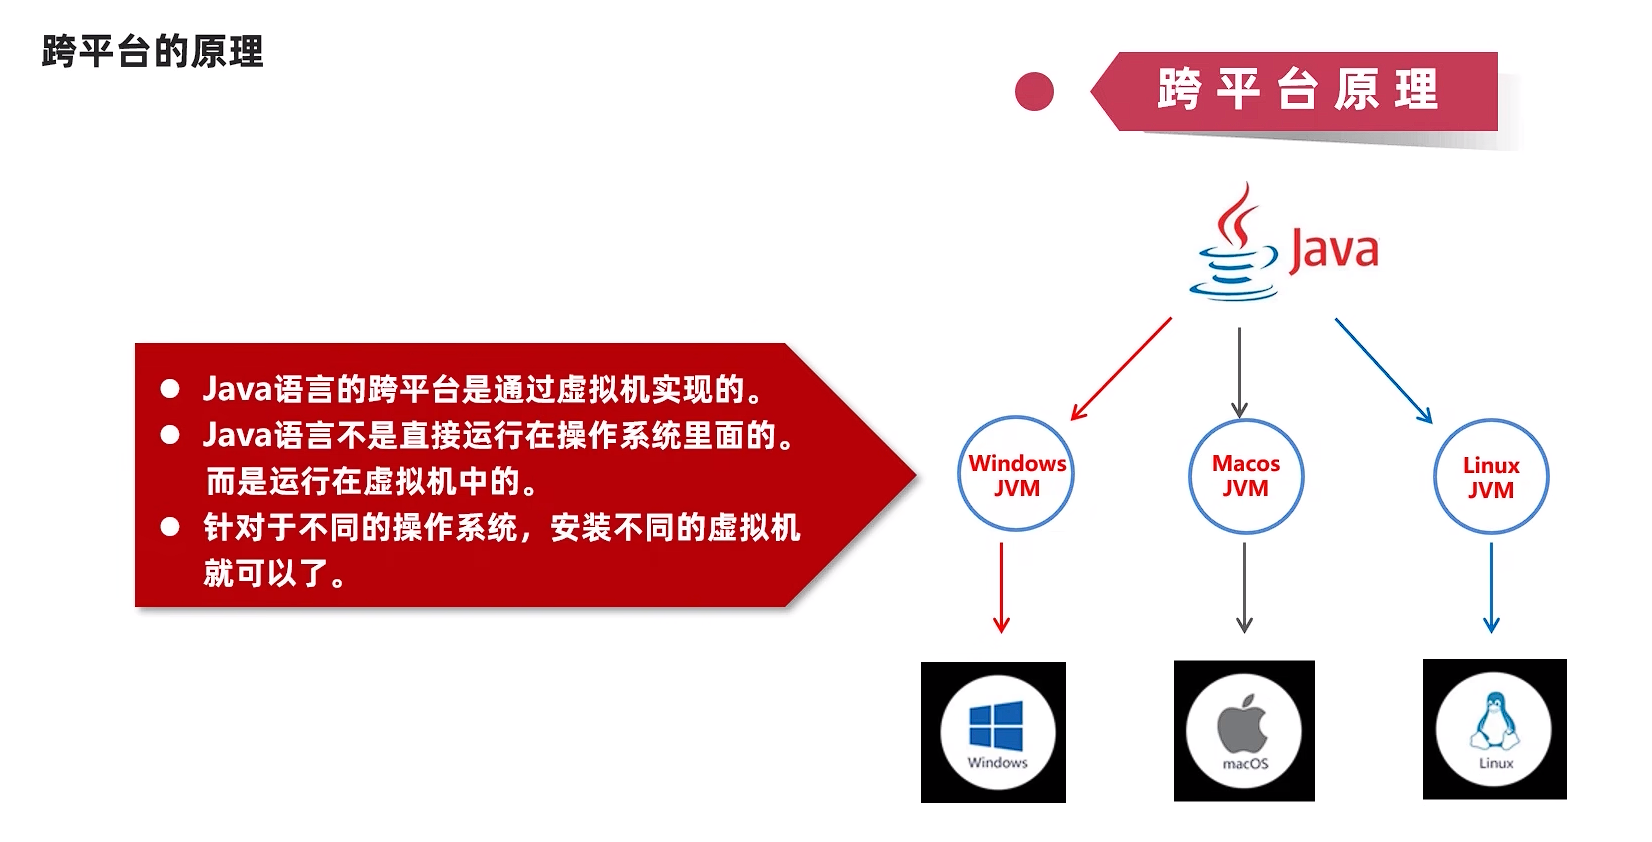 跨平台的原理
跨平台原理
Java
Java语言的跨平台是通过虚拟机实现的。
Java语言不是直接运行在操作系统里面的。
而是运行在虚拟机中的。
针对于不同的操作系统，安装不同的虚拟机
就可以了。
Windows
JVM
Macos
JVM
Linux
JVM
Windows
macOS
Linux